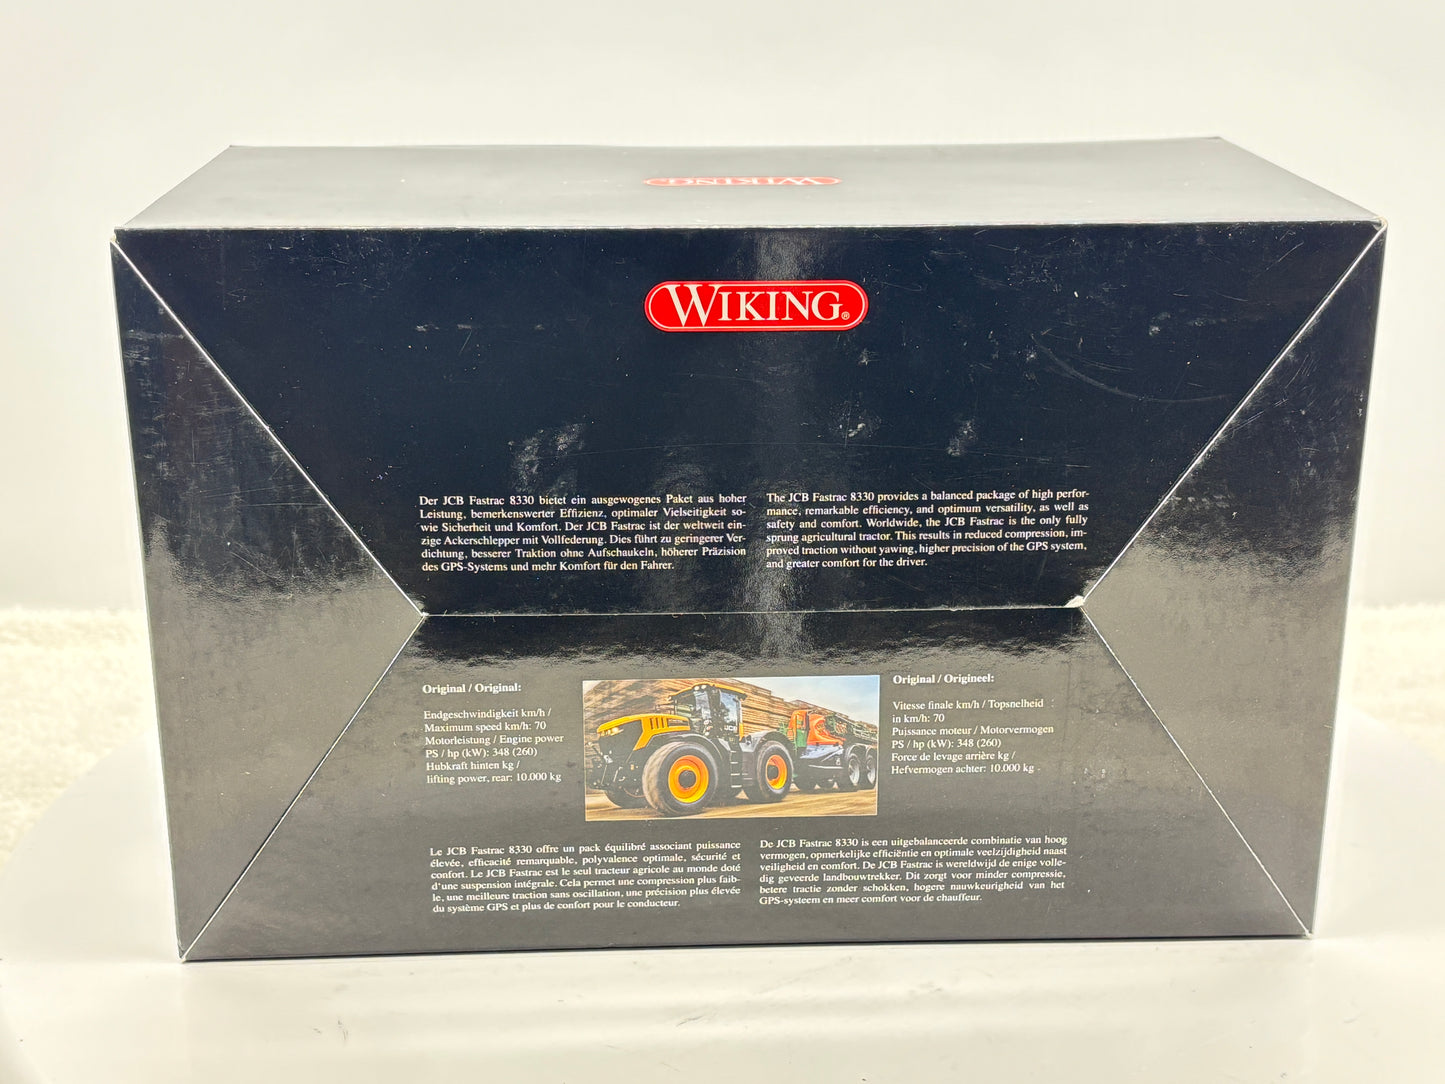 WIKING
WIKING®
Der JCB Fastrac 8330 bietet ein ausgewogenes Paket aus hoher
Leistung, bemerkenswerter Effizienz, optimaler Vielseitigkeit so-
wie Sicherheit und Komfort. Der JCB Fastrac ist der weltweit ein-
zige Ackerschlepper mit Vollfederung. Dies führt zu geringerer Ver-
dichtung, besserer Traktion ohne Aufschaukeln, höherer Präzision
des GPS-Systems und mehr Komfort für den Fahrer.
The JCB Fastrac 8330 provides a balanced package of high perfor-
mance, remarkable efficiency, and optimum versatility, as well as
safety and comfort. Worldwide, the JCB Fastrac is the only fully
sprung agricultural tractor. This results in reduced compression, im-
proved traction without yawing, higher precision of the GPS system,
and greater comfort for the driver.
Original / Original:
Endgeschwindigkeit km/h /
Maximum speed km/h: 70
Motorleistung / Engine power
PS / hp (kW): 348 (260)
Hubkraft hinten kg /
lifting power, rear: 10.000 kg
JCB
Original / Origineel:
Vitesse finale km/h / Topsnelheid
in km/h: 70
Puissance moteur / Motorvermogen
PS / hp (kW): 348 (260)
Force de levage arrière kg /
Hefvermogen achter: 10.000 kg
Le JCB Fastrac 8330 offre un pack équilibré associant puissance
élevée, efficacité remarquable, polyvalence optimale, sécurité et
confort. Le JCB Fastrac est le seul tracteur agricole au monde doté
d'une suspension intégrale. Cela permet une compression plus faib-
le, une meilleure traction sans oscillation, une précision plus élevée
du système GPS et plus de confort pour le conducteur.
De JCB Fastrac 8330 is een uitgebalanceerde combinatie van hoog
vermogen, opmerkelijke efficiëntie en optimale veelzijdigheid naast
veiligheid en comfort. De JCB Fastrac is wereldwijd de enige volle-
dig geveerde landbouwtrekker. Dit zorgt voor minder compressie,
betere tractie zonder schokken, hogere nauwkeurigheid van het
GPS-systeem en meer comfort voor de chauffeur.